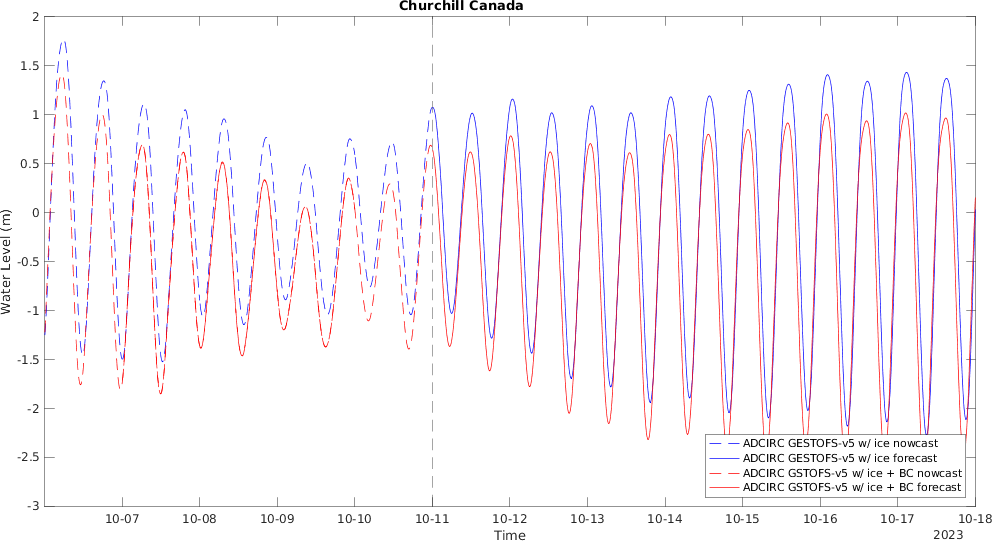 Churchill Canada
2
1.5
1
0.5
0
-0.5
-1
-1.5
-2
-2.5
-3
Water Level (m)
ADCIRC GESTOFS-v5 w/ ice nowcast
ADCIRC GESTOFS-v5 w/ ice forecast
ADCIRC GSTOFS-v5 w/ ice + BC nowcast
ADCIRC GSTOFS-v5 w/ ice + BC forecast
10-07 10-08 10-09 10-10 10-11 10-12 10-13 10-14 10-15 10-16 10-17 10-18
Time
2023